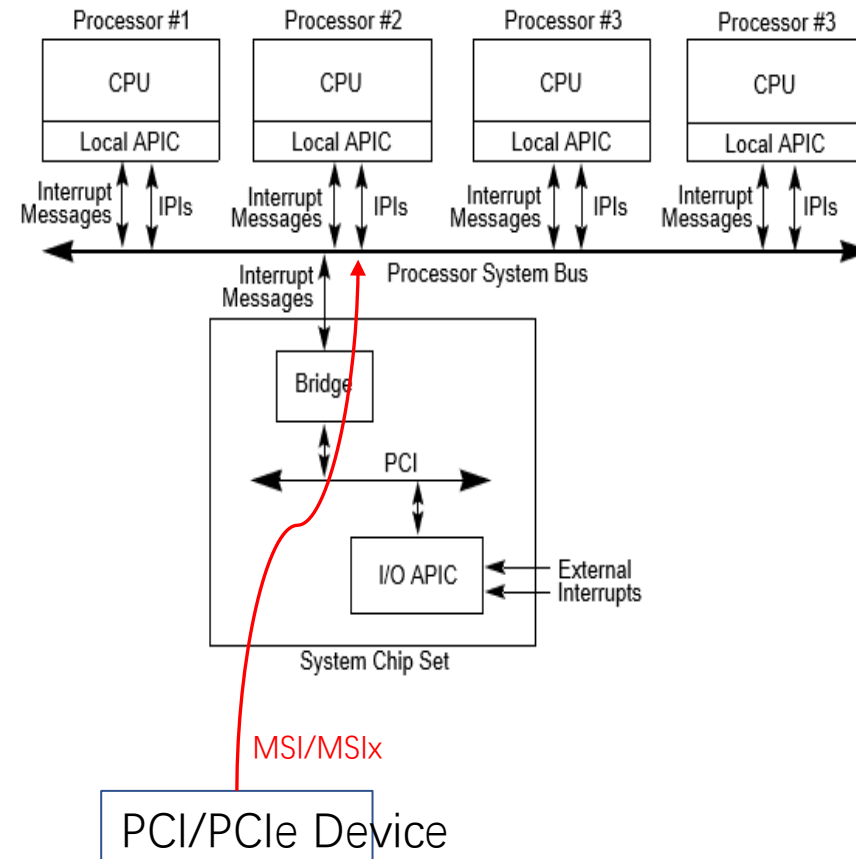 Processor #1
Processor #2
Processor #3
Processor #3
CPU
CPU
CPU
CPU
Local APIC
Local APIC
Local APIC
Local APIC
Interrupt
Messages
IPIs
Interrupt
Messages
IPIs
Interrupt
Messages
IPIs
Interrupt
Messages
IPIs
Processor System Bus
Interrupt
Messages
Bridge
PCI
I/O APIC
External
Interrupts
System Chip Set
MSI/MSIx
PCI/PCIe Device